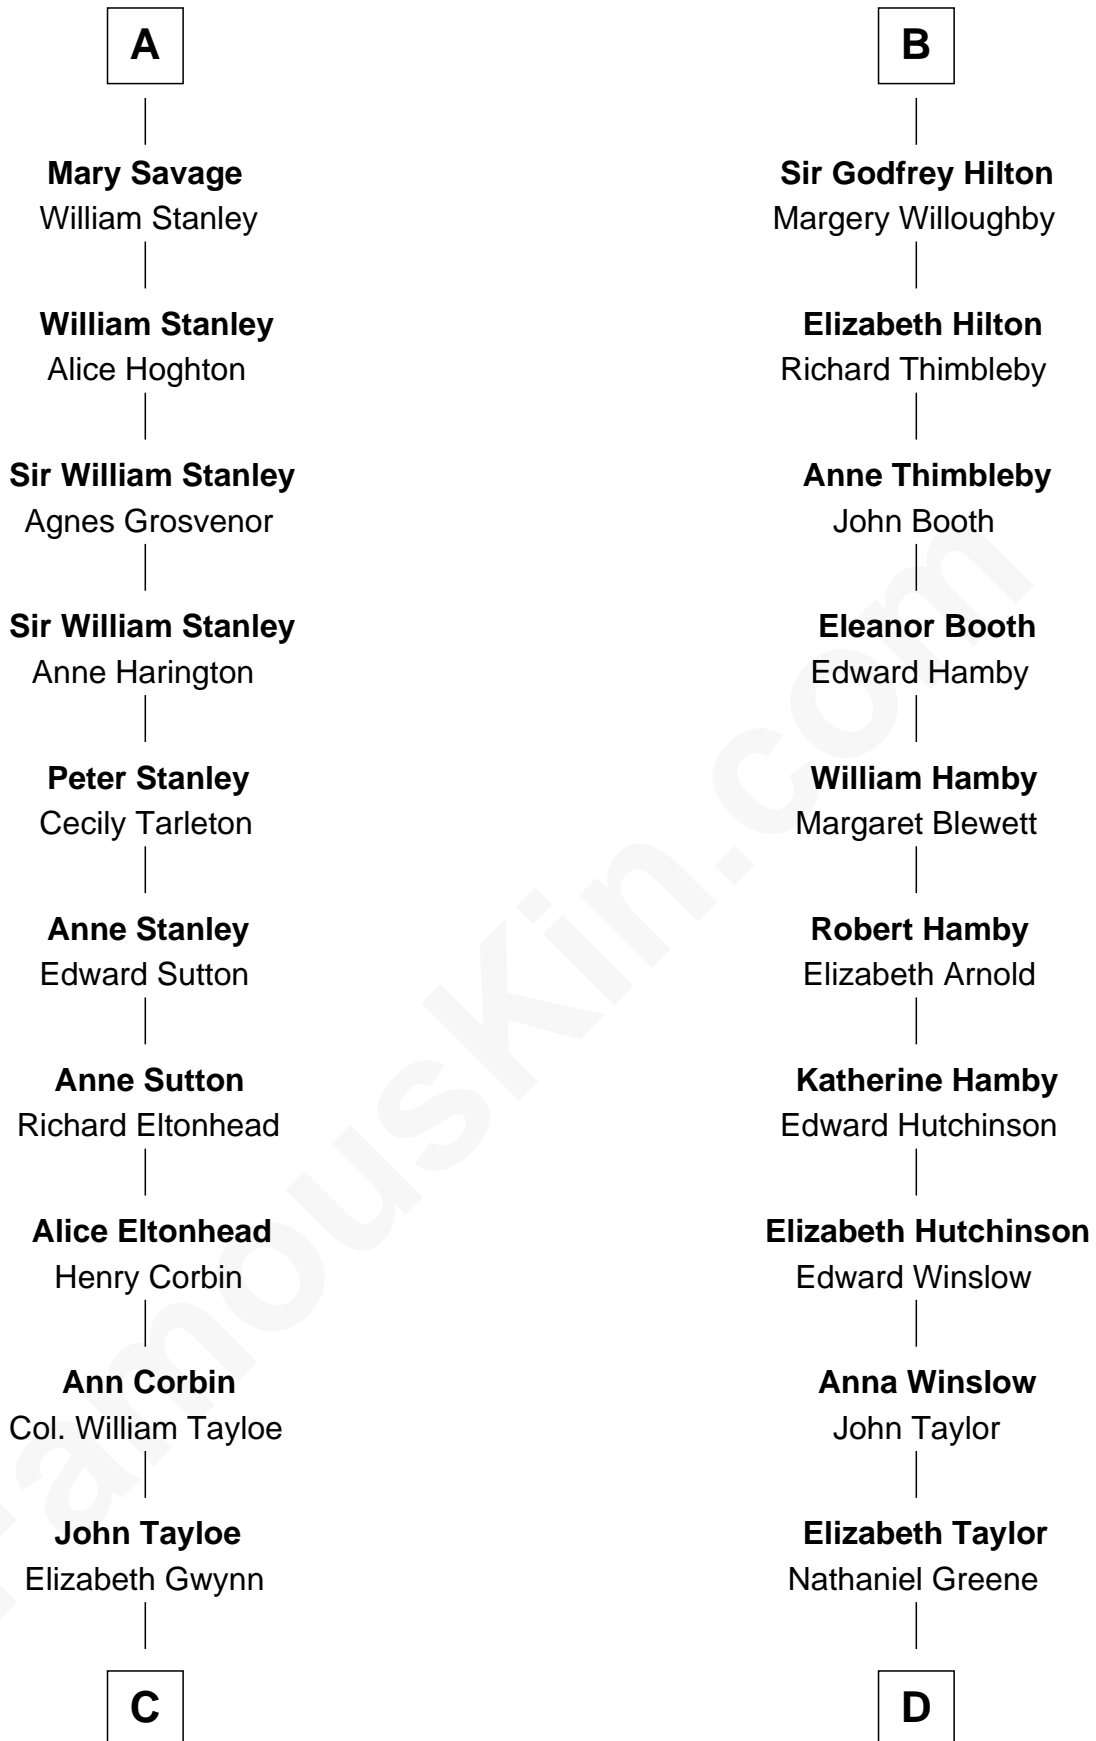 A
Mary Savage
William Stanley
William Stanley
Alice Hoghton
Sir William Stanley
Agnes Grosvenor
Sir William Stanley
Anne Harington
Peter Stanley
Cecily Tarleton
Anne Stanley
Edward Sutton
Anne Sutton
Richard Eltonhead
Alice Eltonhead
Henry Corbin
Ann Corbin
Col. William Tayloe
John Tayloe
Elizabeth Gwynn
C
B
Sir Godfrey Hilton
Margery Willoughby
Elizabeth Hilton
Richard Thimbleby
Anne Thimbleby
John Booth
Eleanor Booth
Edward Hamby
William Hamby
Margaret Blewett
Robert Hamby
Elizabeth Arnold
Katherine Hamby
Edward Hutchinson
Elizabeth Hutchinson
Edward Winslow
Anna Winslow
John Taylor
Elizabeth Taylor
Nathaniel Greene
D
FamousKin.com